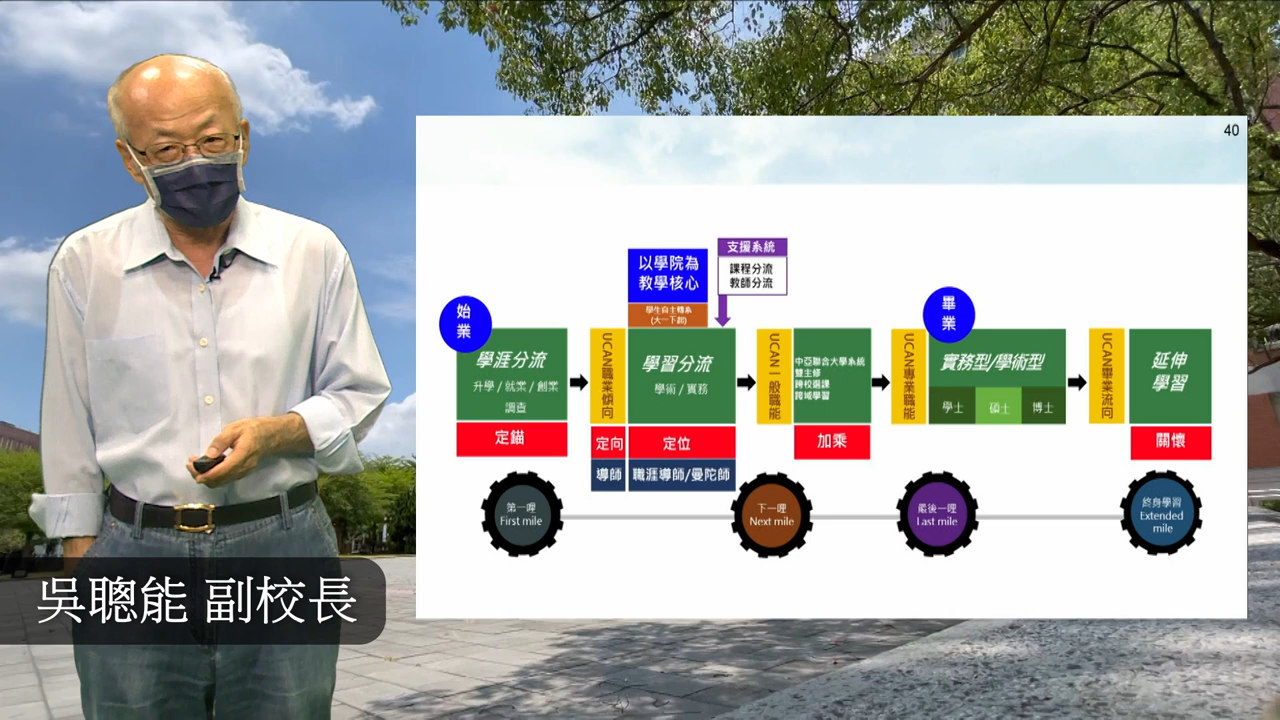 40
支援系統
課程分流
教師分流
以學院為
教學核心
學生自主轉系
(大一下起)
始
業
學涯分流
升學 / 就業 / 創業
調查
定錨
UCAN職業傾向
定向
導師
學習分流
學術 / 實務
定位
職涯導師/曼陀師
UCAN一般職能
中亞聯合大學系統
雙主修
跨校選課
跨域學習
加乘
UCAN專業職能
畢
業
實務型/學術型
學士
碩士
博士
UCAN畢業流向
延伸
學習
關懷
第一哩
First mile
下一哩
Next mile
最後一哩
Last mile
終身學習
Extended
mile
吳聰能 副校長